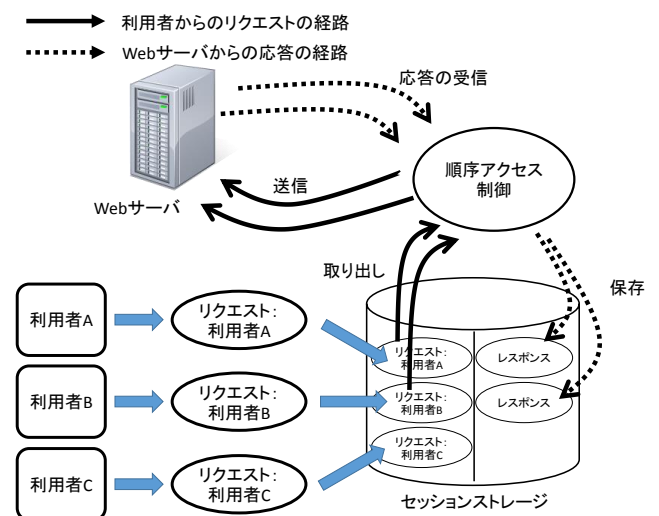 利用者からのリクエストの経路
Webサーバからの応答の経路
応答の受信
順序アクセス
制御
送信
Webサーバ
取り出し
保存
利用者A
リクエスト:
利用者A
リクエスト:
利用者A
レスポンス
利用者B
リクエスト:
利用者B
リクエスト:
利用者B
レスポンス
利用者C
リクエスト:
利用者C
リクエスト:
利用者C
セッションストレージ